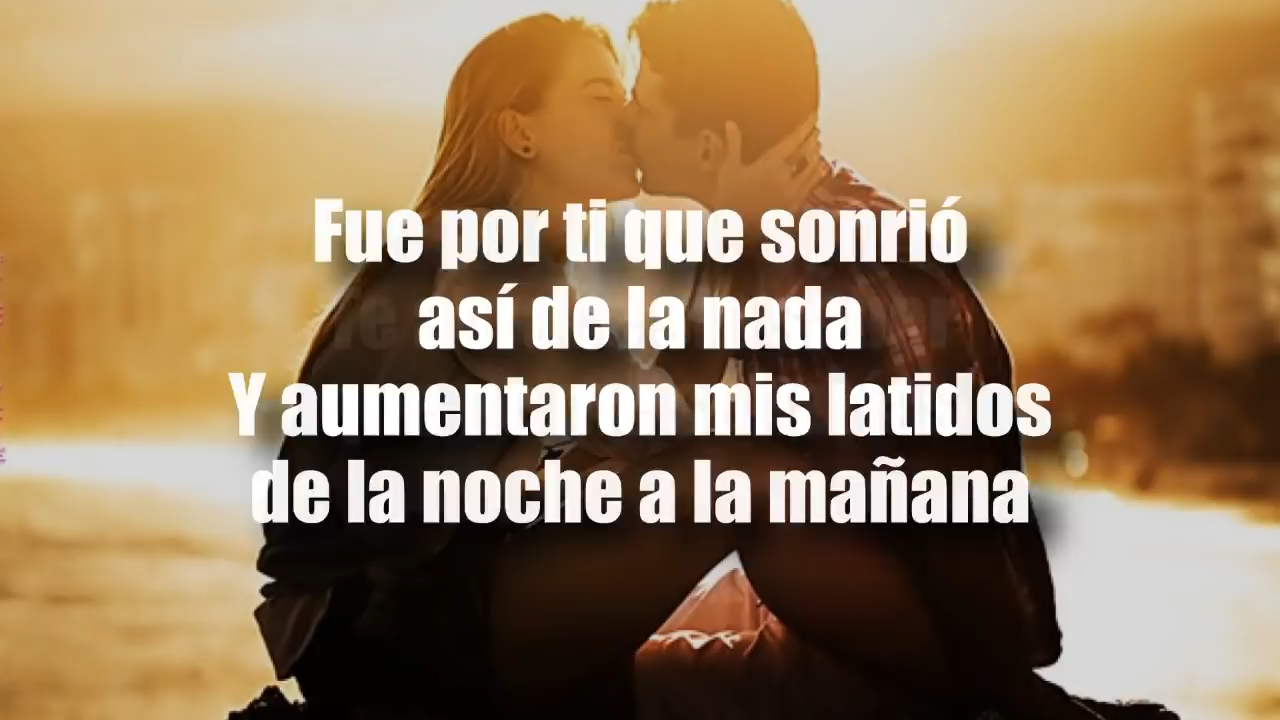 Fue por ti que sonrió
así de la nada
Y aumentaron mis latidos
de la noche a la mañana